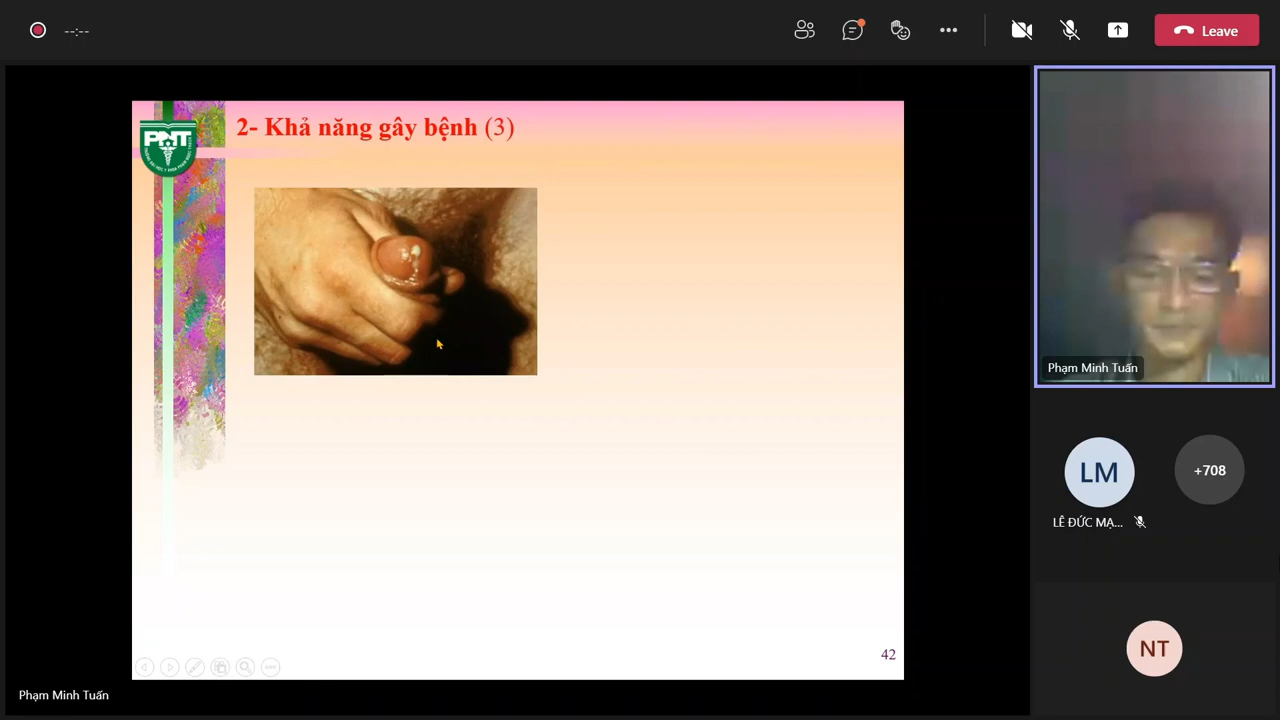 --:--
Leave
2- Khả năng gây bệnh (3)
PNT
Phạm Minh Tuấn
LM
+708
LÊ ĐỨC MẠ...
NT
42
Phạm Minh Tuấn